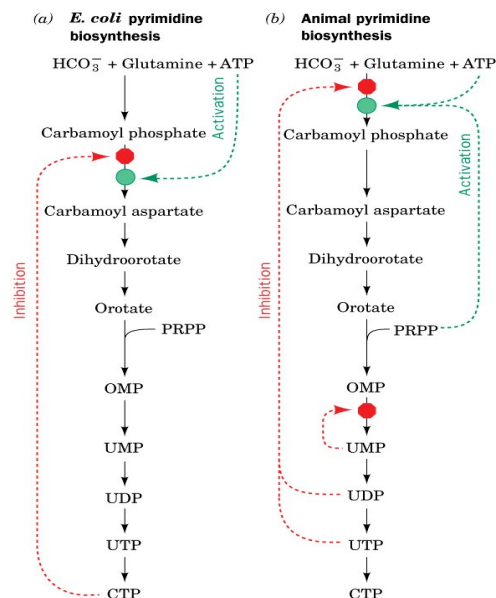 (a) E. coli pyrimidine
biosynthesis
HCO₃⁻ + Glutamine + ATP
Activation
Carbamoyl phosphate
Carbamoyl aspartate
Dihydroorotate
Inhibition
Orotate
PRPP
OMP
UMP
UDP
UTP
CTP
(b) Animal pyrimidine
biosynthesis
HCO₃⁻ + Glutamine + ATP
Carbamoyl phosphate
Activation
Carbamoyl aspartate
Dihydroorotate
Inhibition
Orotate
PRPP
OMP
UMP
UDP
UTP
CTP